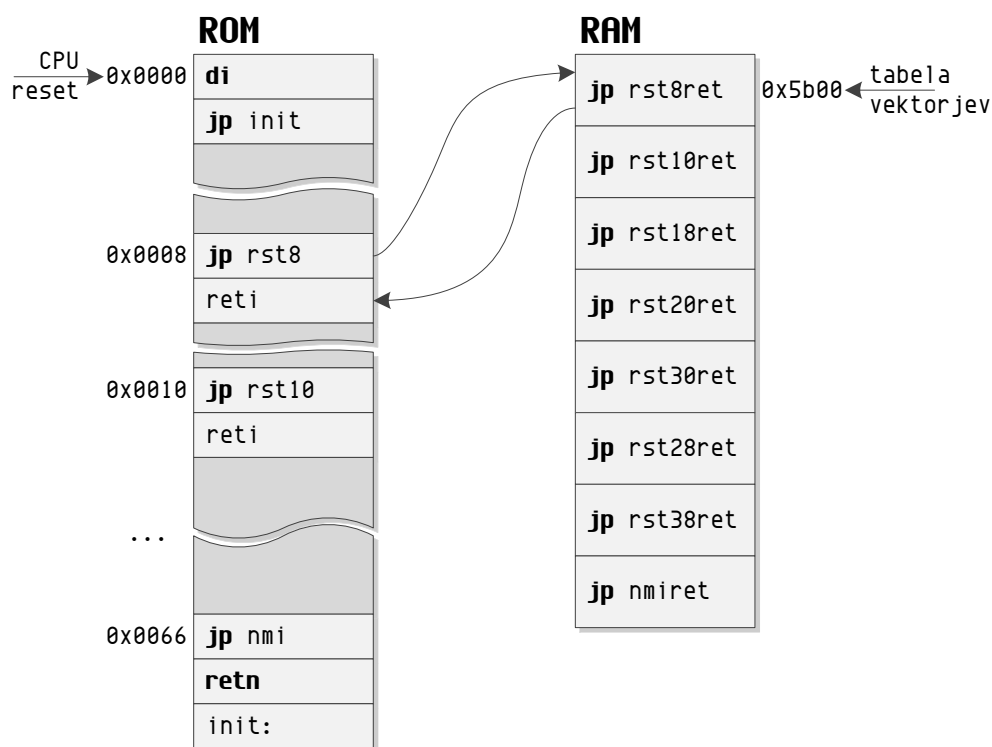 ROM
CPU
reset
0x0000
di
jp init
0x0008
jp rst8
reti
0x0010
jp rst10
reti
...
0x0066
jp nmi
retn
init:
RAM
jp rst8ret
0x5b00
tabela
vektorjev
jp rst10ret
jp rst18ret
jp rst20ret
jp rst30ret
jp rst28ret
jp rst38ret
jp nmiret